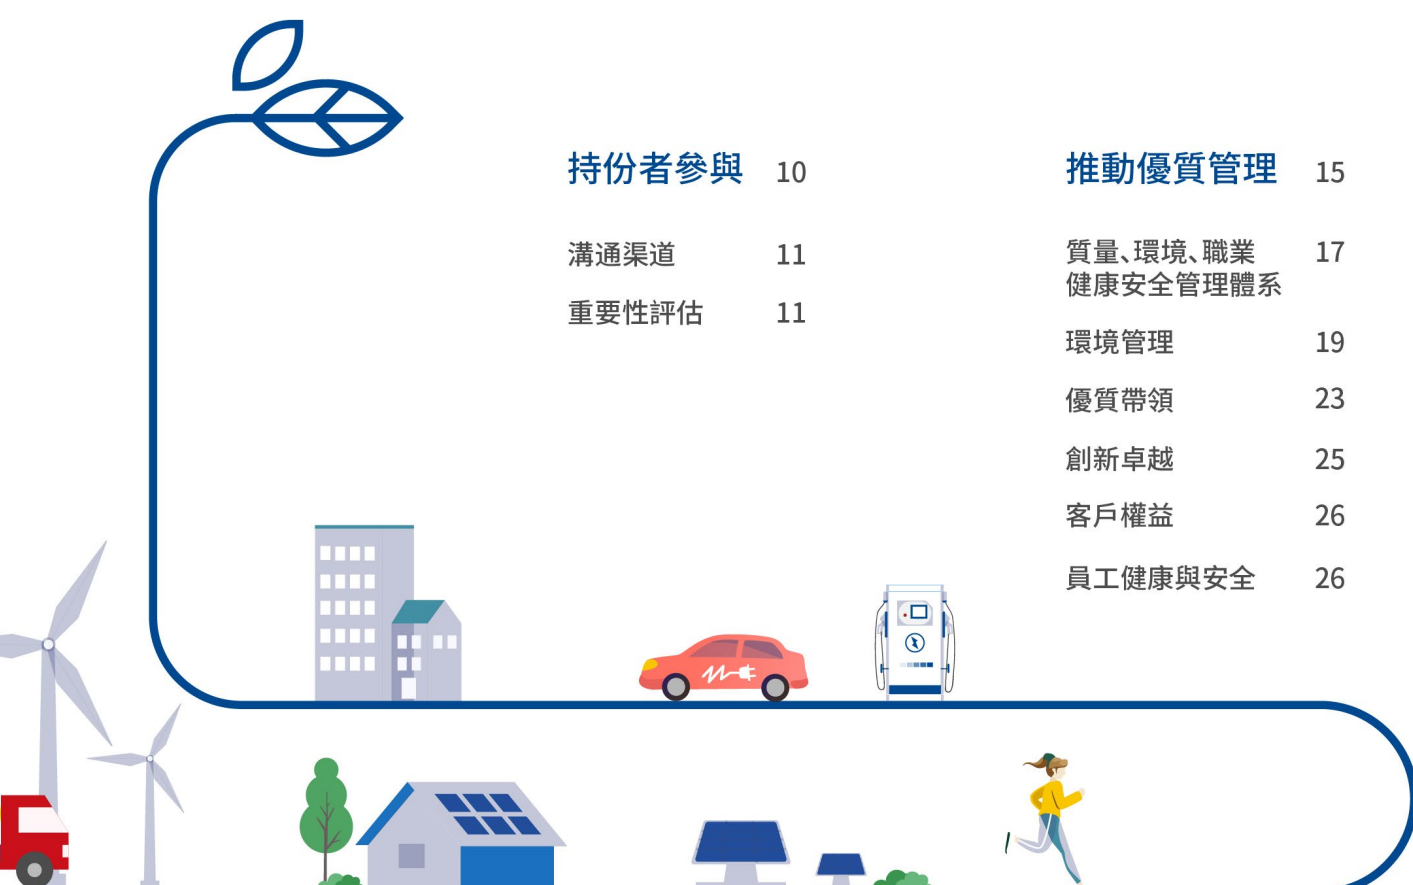 持份者參與 10
溝通渠道 11
重要性評估 11
推動優質管理 15
質量、環境、職業 17
健康安全管理體系
環境管理 19
優質帶領 23
創新卓越 25
客戶權益 26
員工健康與安全 26